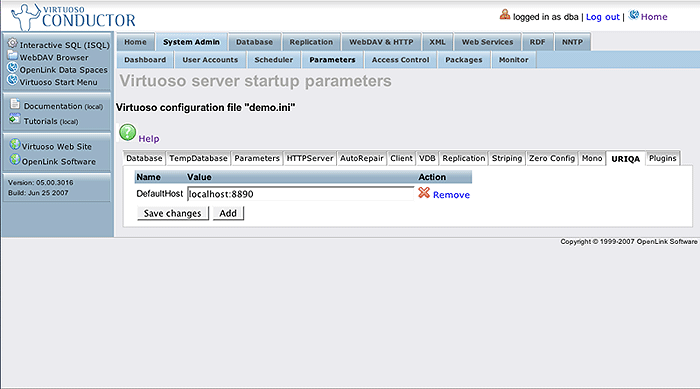 VIRTUOSO
CONDUCTOR
logged in as dba | Log out | Home
Interactive SQL (ISQL)
WebDAV Browser
OpenLink Data Spaces
Virtuoso Start Menu
Documentation (local)
Tutorials (local)
Virtuoso Web Site
OpenLink Software
Version: 05.00.3016
Build: Jun 25 2007
Home System Admin Database Replication WebDAV & HTTP XML Web Services RDF NNTP
Dashboard User Accounts Scheduler Parameters Access Control Packages Monitor
Virtuoso server startup parameters
Virtuoso configuration file "demo.ini"
Help
Database TempDatabase Parameters HTTPServer AutoRepair Client VDB Replication Striping Zero Config Mono URIQA Plugins
Name Value Action
DefaultHost localhost:8890 Remove
Save changes Add
Copyright © 1999-2007 OpenLink Software